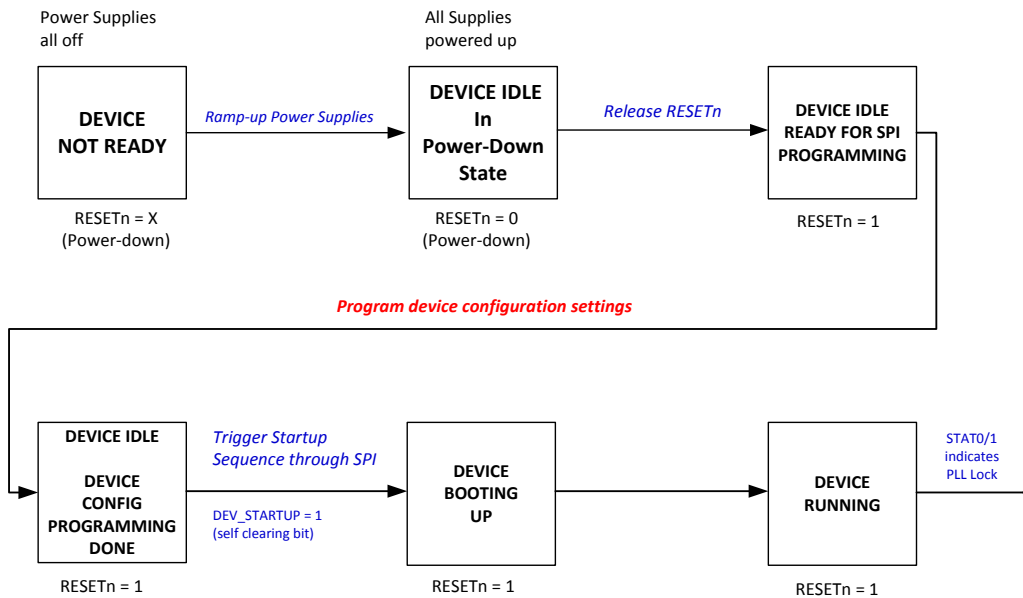 Power Supplies
all off
All Supplies
powered up
DEVICE
NOT READY
Ramp-up Power Supplies
DEVICE IDLE
In
Power-Down
State
Release RESETn
DEVICE IDLE
READY FOR SPI
PROGRAMMING
RESETn = X
(Power-down)
RESETn = 0
(Power-down)
RESETn = 1
Program device configuration settings
DEVICE IDLE
DEVICE
CONFIG
PROGRAMMING
DONE
Trigger Startup
Sequence through SPI
DEV_STARTUP = 1
(self clearing bit)
DEVICE
BOOTING
UP
DEVICE
RUNNING
STAT0/1
indicates
PLL Lock
RESETn = 1
RESETn = 1
RESETn = 1